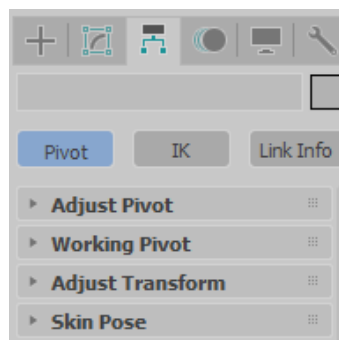 Pivot IK Link Info
Adjust Pivot
Working Pivot
Adjust Transform
Skin Pose